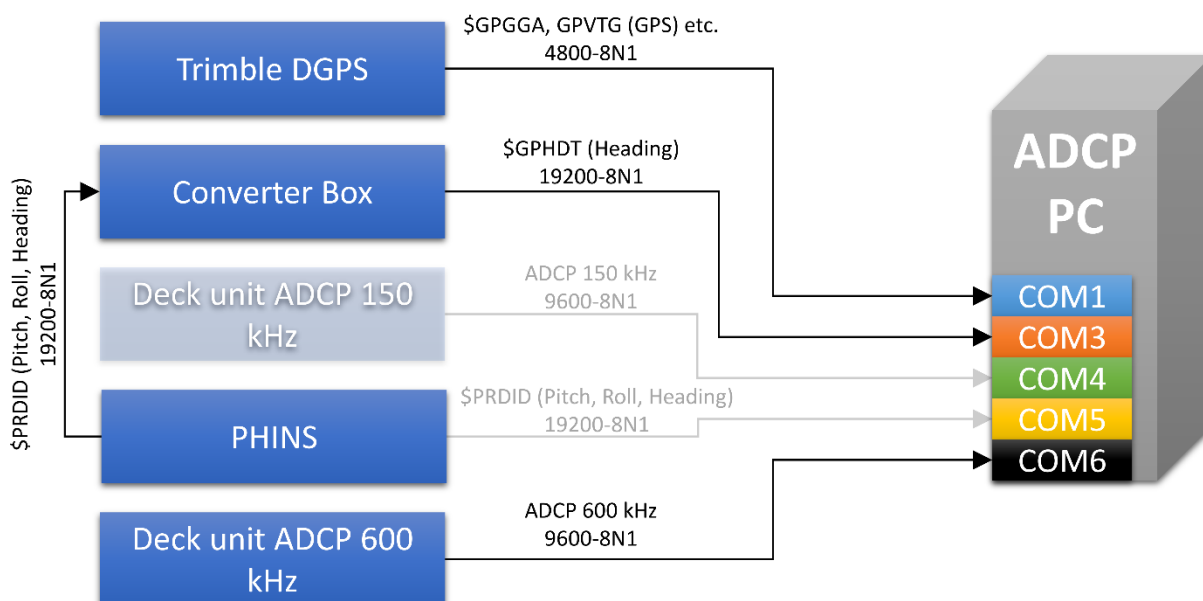 $GPGGA, GPVTG (GPS) etc.
4800-8N1
Trimble DGPS
$GPHDT (Heading)
19200-8N1
Converter Box
$PRDID (Pitch, Roll, Heading)
19200-8N1
ADCP 150 kHz
9600-8N1
Deck unit ADCP 150
kHz
$PRDID (Pitch, Roll, Heading)
19200-8N1
PHINS
ADCP 600 kHz
9600-8N1
Deck unit ADCP 600
kHz
ADCP
PC
COM1
COM3
COM4
COM5
COM6